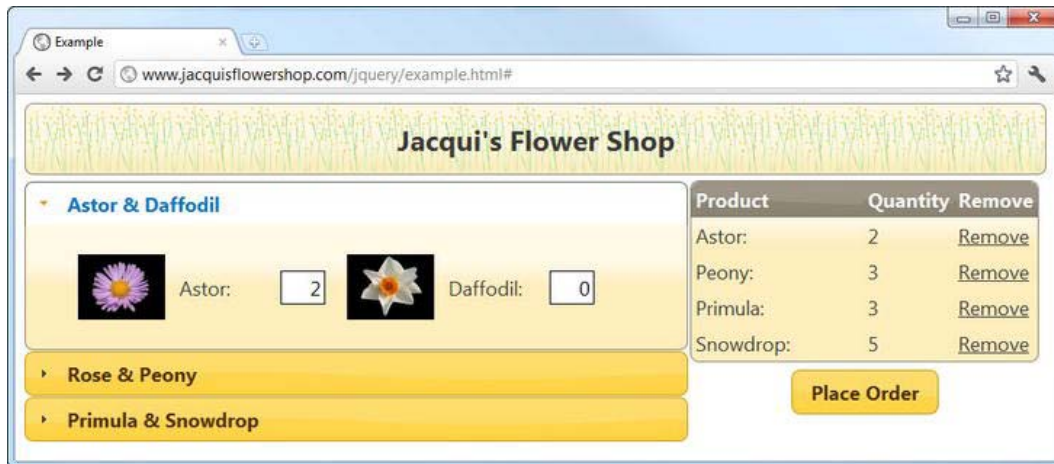 Example
www.jacquisflowershop.com/jquery/example.html#
Jacqui's Flower Shop
Astor & Daffodil
Astor: 2 Daffodil: 0
Rose & Peony
Primula & Snowdrop
Product Quantity Remove
Astor: 2 Remove
Peony: 3 Remove
Primula: 3 Remove
Snowdrop: 5 Remove
Place Order